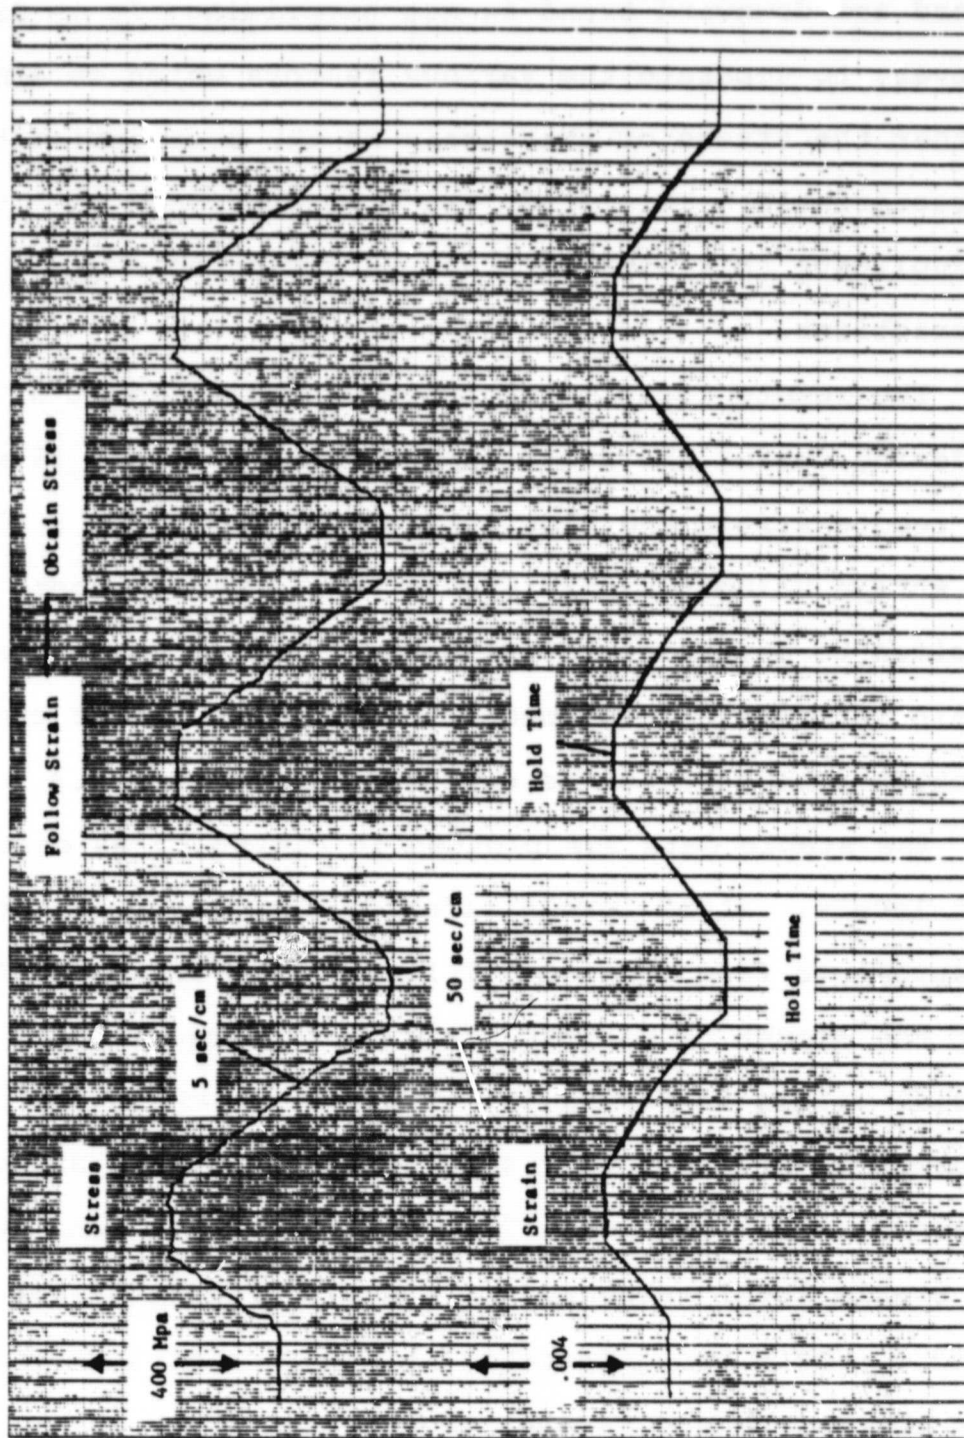 Follow Strain
Obtain Stress
Stress
5 sec/cm
400 Mpa
50 sec/cm
Strain
Hold Time
.004
Hold Time